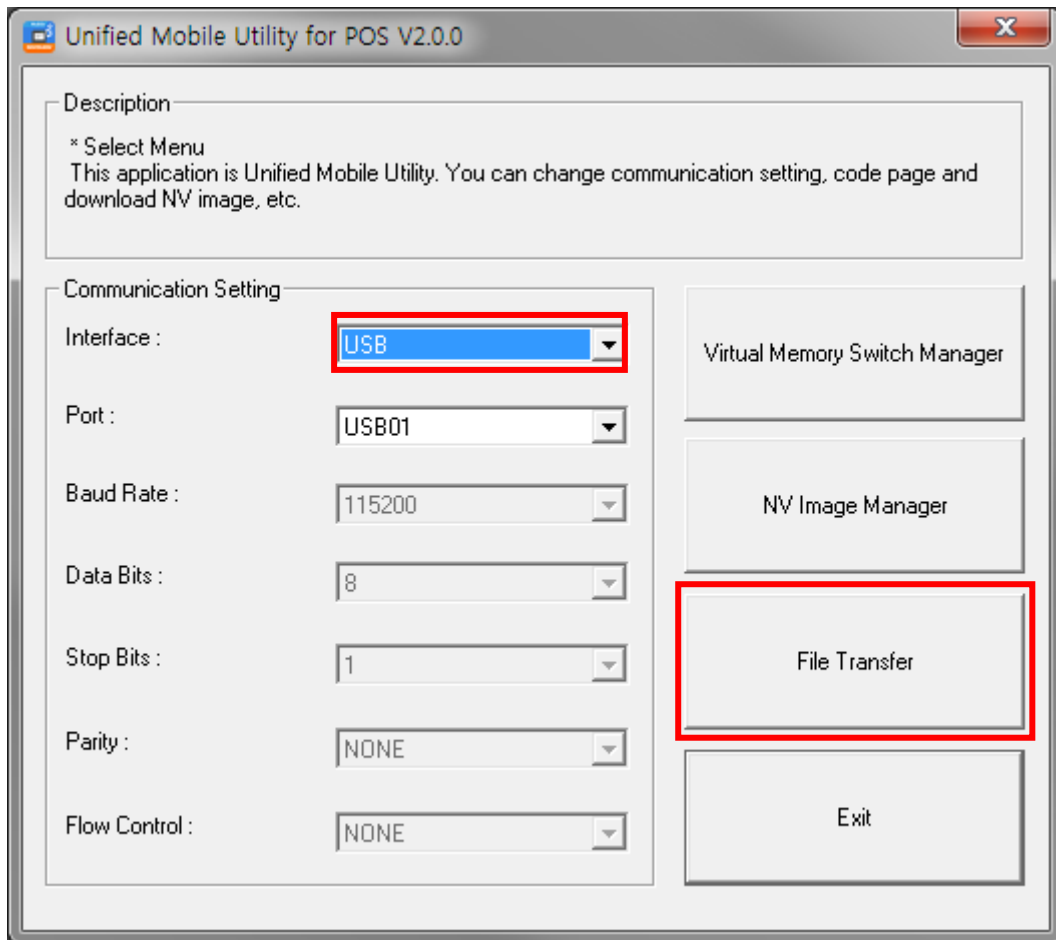 Unified Mobile Utility for POS V2.0.0
Description
* Select Menu
This application is Unified Mobile Utility. You can change communication setting, code page and
download NV image, etc.
Communication Setting
Interface : USB
Port : USB01
Baud Rate : 115200
Data Bits : 8
Stop Bits : 1
Parity : NONE
Flow Control : NONE
Virtual Memory Switch Manager
NV Image Manager
File Transfer
Exit